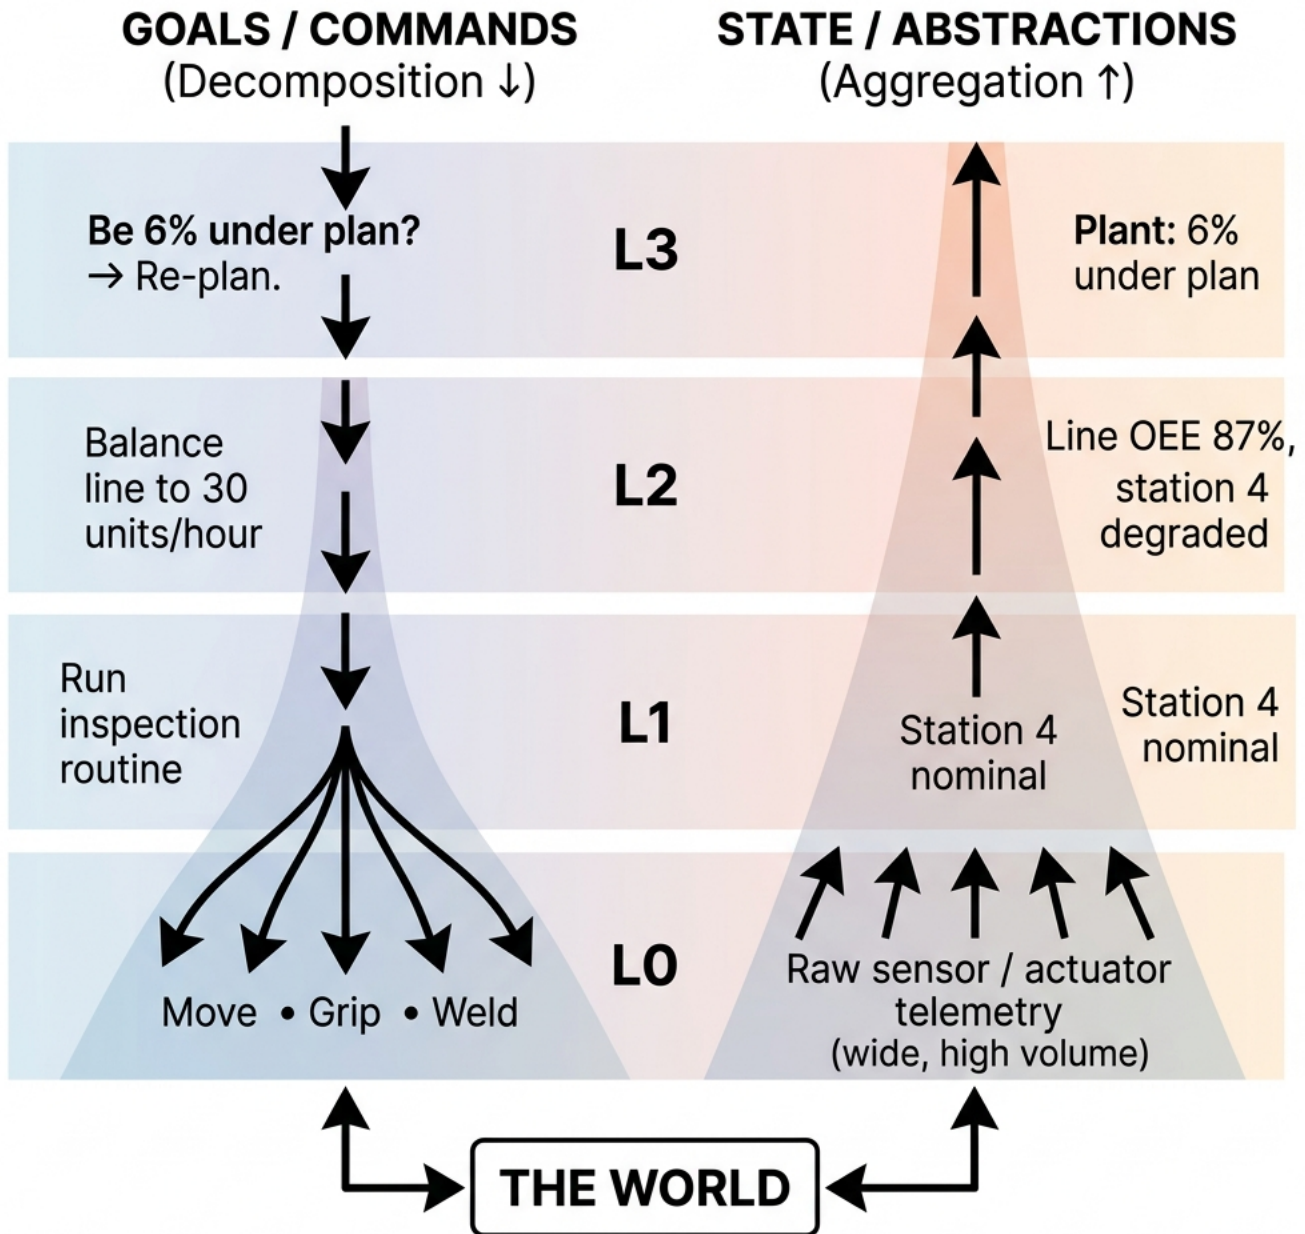 GOALS / COMMANDS
(Decomposition ↓)
STATE / ABSTRACTIONS
(Aggregation ↑)
Be 6% under plan?
→ Re-plan.
L3
Plant: 6%
under plan
Balance
line to 30
units/hour
L2
Line OEE 87%,
station 4
degraded
Run
inspection
routine
L1
Station 4
nominal
Station 4
nominal
Move • Grip • Weld
L0
Raw sensor / actuator
telemetry
(wide, high volume)
THE WORLD